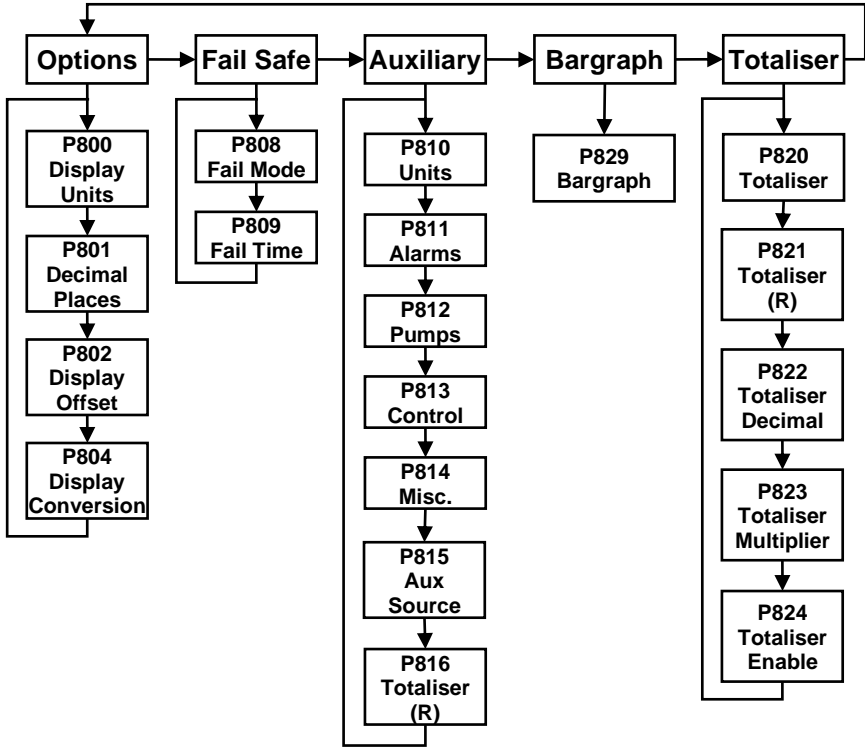 Options
Fail Safe
Auxiliary
Bargraph
Totaliser
P800
Display
Units
P801
Decimal
Places
P802
Display
Offset
P804
Display
Conversion
P808
Fail Mode
P809
Fail Time
P810
Units
P811
Alarms
P812
Pumps
P813
Control
P814
Misc.
P815
Aux
Source
P816
Totaliser
(R)
P829
Bargraph
P820
Totaliser
P821
Totaliser
(R)
P822
Totaliser
Decimal
P823
Totaliser
Multiplier
P824
Totaliser
Enable